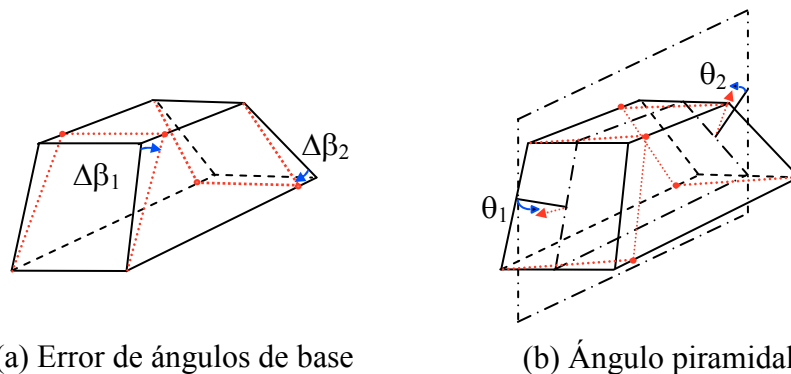 θ2
Δβ2
Δβ1
θ1
(a) Error de ángulos de base
(b) Ángulo piramidal